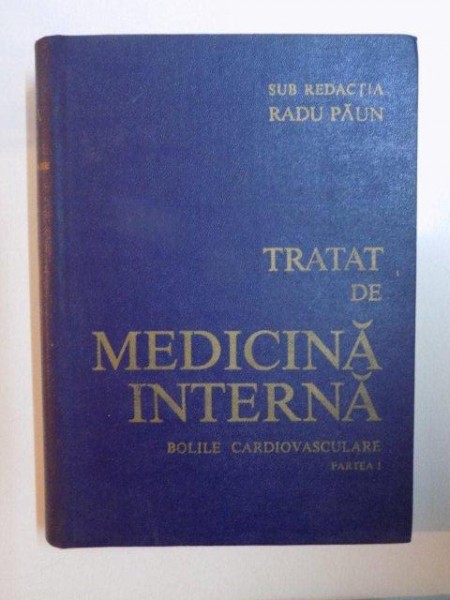 SUB REDACȚIA
RADU PĂUN
TRATAT
DE
MEDICINĂ
INTERNĂ
BOLILE CARDIOVASCULARE
PARTEA I